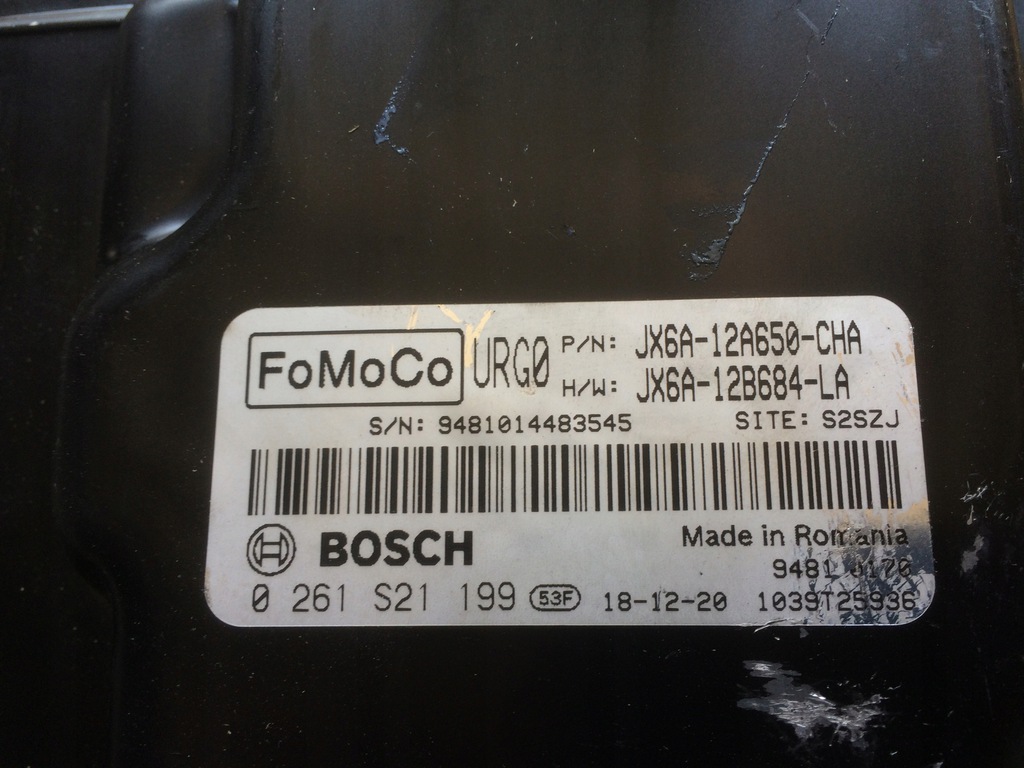 FoMoCo URG0 P/N: JX6A-12A650-CHA
H/W: JX6A-12B684-LA
S/N: 9481014483545 SITE: S2SZJ
BOSCH Made in Romania
9481
0 261 S21 199 53F 18-12-20 1039T25936